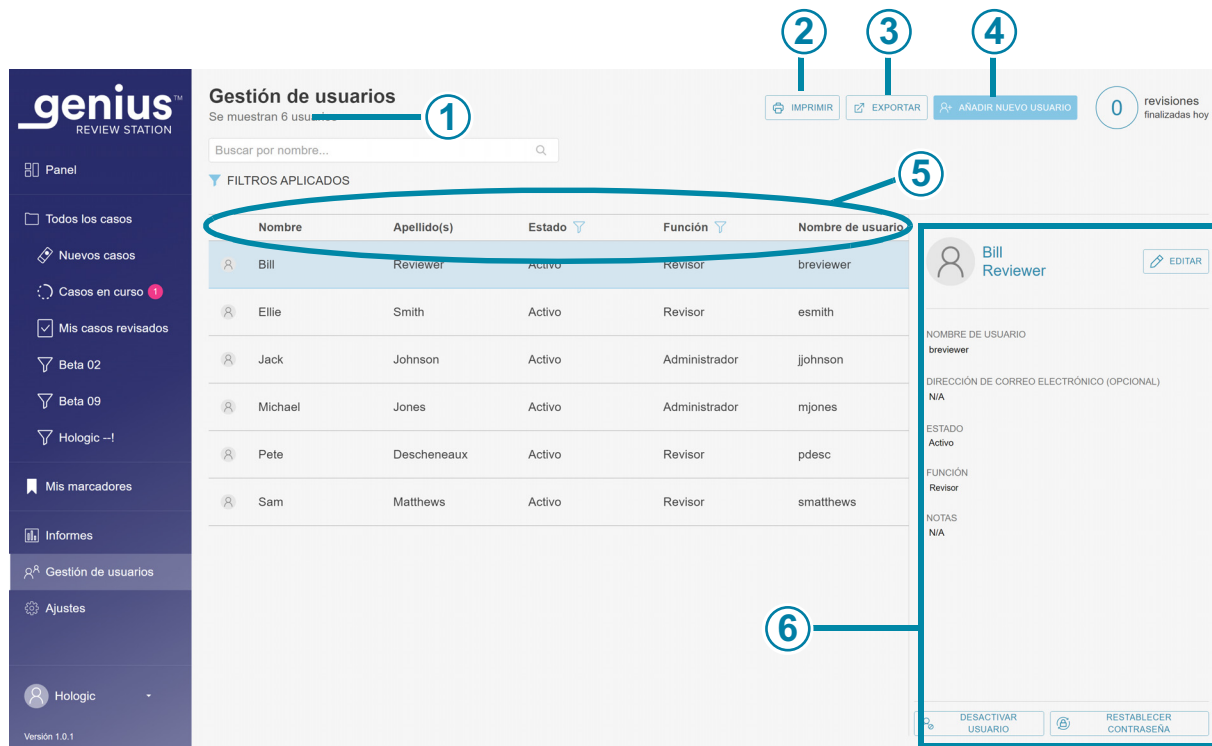 2
3
4
genius™
REVIEW STATION
Panel
Todos los casos
Nuevos casos
Casos en curso 1
Mis casos revisados
Beta 02
Beta 09
Hologic --!
Mis marcadores
Informes
Gestión de usuarios
Ajustes
Hologic
Versión 1.0.1
Gestión de usuarios
Se muestran 6 usuarios
1
IMPRIMIR
EXPORTAR
AÑADIR NUEVO USUARIO
0
revisiones
finalizadas hoy
Buscar por nombre...
FILTROS APLICADOS
5
Nombre Apellido(s) Estado Función Nombre de usuario
Bill Reviewer Activo Revisor breviewer
Ellie Smith Activo Revisor esmith
Jack Johnson Activo Administrador jjohnson
Michael Jones Activo Administrador mjones
Pete Descheneaux Activo Revisor pdesc
Sam Matthews Activo Revisor smatthews
Bill
Reviewer
EDITAR
NOMBRE DE USUARIO
breviewer
DIRECCIÓN DE CORREO ELECTRÓNICO (OPCIONAL)
N/A
ESTADO
Activo
FUNCIÓN
Revisor
NOTAS
N/A
6
DESACTIVAR
USUARIO
RESTABLECER
CONTRASEÑA